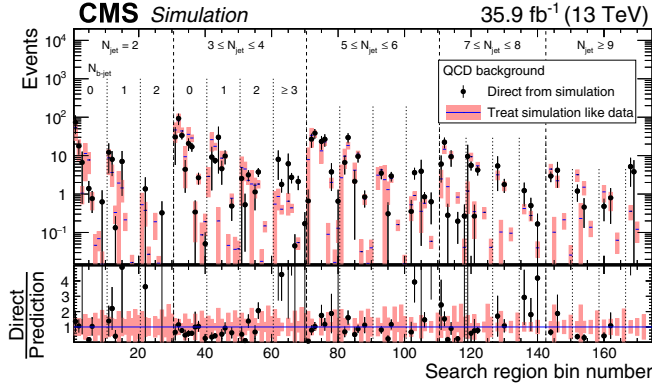 CMS Simulation 35.9 fb⁻¹ (13 TeV)
Events
10⁴
10³
10²
10
1
10⁻¹
N_jet = 2 3 ≤ N_jet ≤ 4 5 ≤ N_jet ≤ 6 7 ≤ N_jet ≤ 8 N_jet ≥ 9
N_b-jet
0 1 2 0 1 2 ≥ 3
QCD background
Direct from simulation
Treat simulation like data
Direct
Prediction
4
3
2
1
20 40 60 80 100 120 140 160
Search region bin number